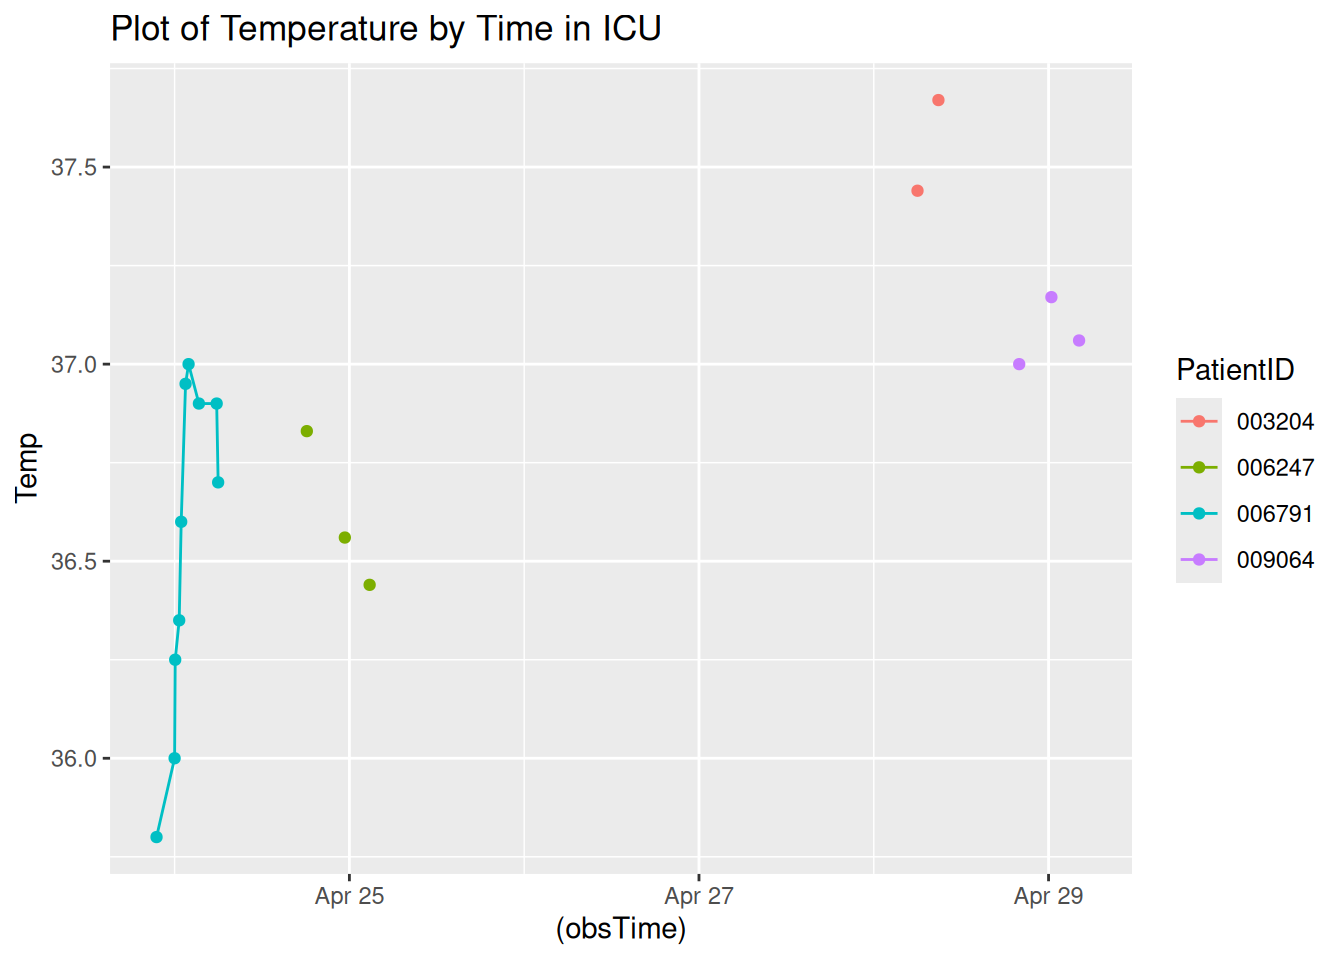 Plot of Temperature by Time in ICU
Temp
37.5
37.0
36.5
36.0
Apr 25
Apr 27
Apr 29
(obsTime)
PatientID
003204
006247
006791
009064